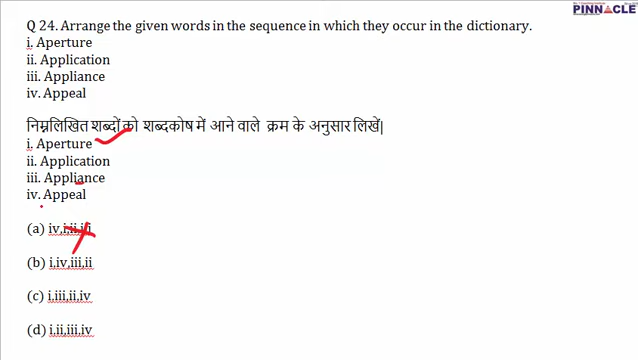 PINNACLE
Q 24. Arrange the given words in the sequence in which they occur in the dictionary.
i. Aperture
ii. Application
iii. Appliance
iv. Appeal
निम्नलिखित शब्दों को शब्दकोष में आने वाले क्रम के अनुसार लिखें|
i. Aperture
ii. Application
iii. Appliance
iv. Appeal
(a) iv,i,ii,iii
(b) i,iv,iii,ii
(c) i,iii,ii,iv
(d) i,ii,iii,iv